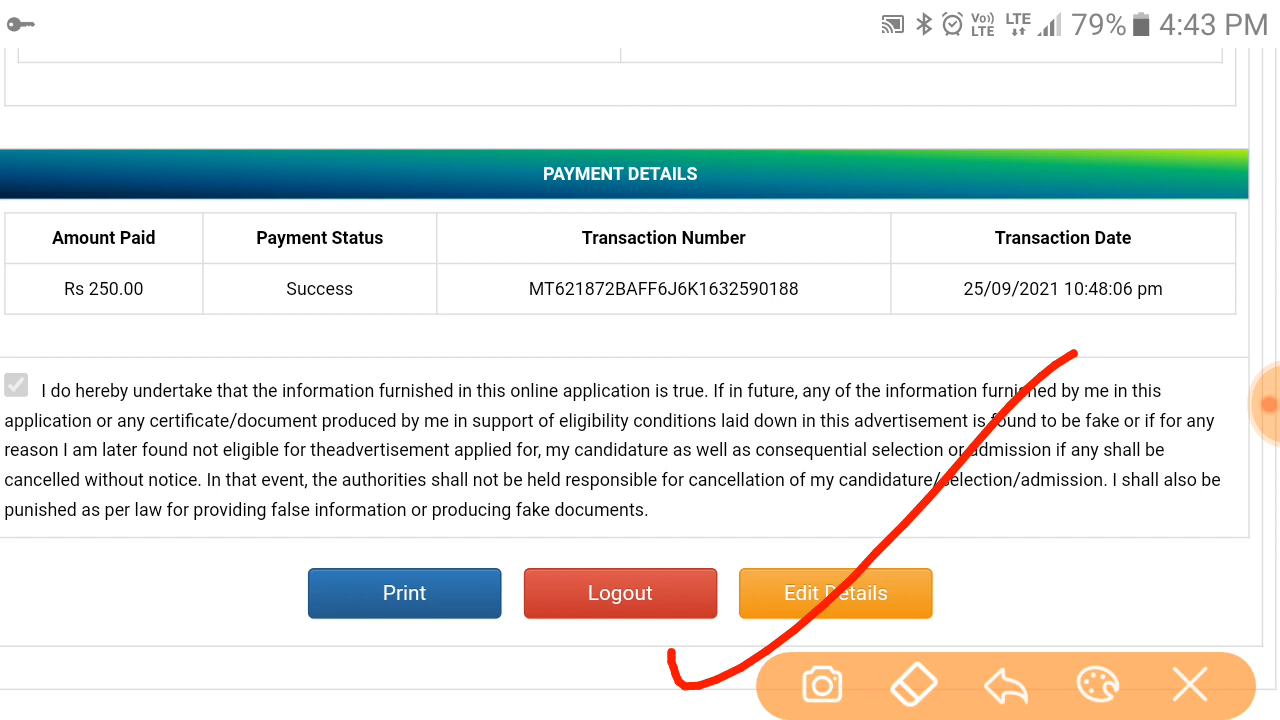 Vo)) LTE LTE 79% 4:43 PM
PAYMENT DETAILS
Amount Paid Payment Status Transaction Number Transaction Date
Rs 250.00 Success MT621872BAFF6J6K1632590188 25/09/2021 10:48:06 pm
I do hereby undertake that the information furnished in this online application is true. If in future, any of the information furnished by me in this
application or any certificate/document produced by me in support of eligibility conditions laid down in this advertisement is found to be fake or if for any
reason I am later found not eligible for theadvertisement applied for, my candidature as well as consequential selection or admission if any shall be
cancelled without notice. In that event, the authorities shall not be held responsible for cancellation of my candidature/selection/admission. I shall also be
punished as per law for providing false information or producing fake documents.
Print Logout Edit Details